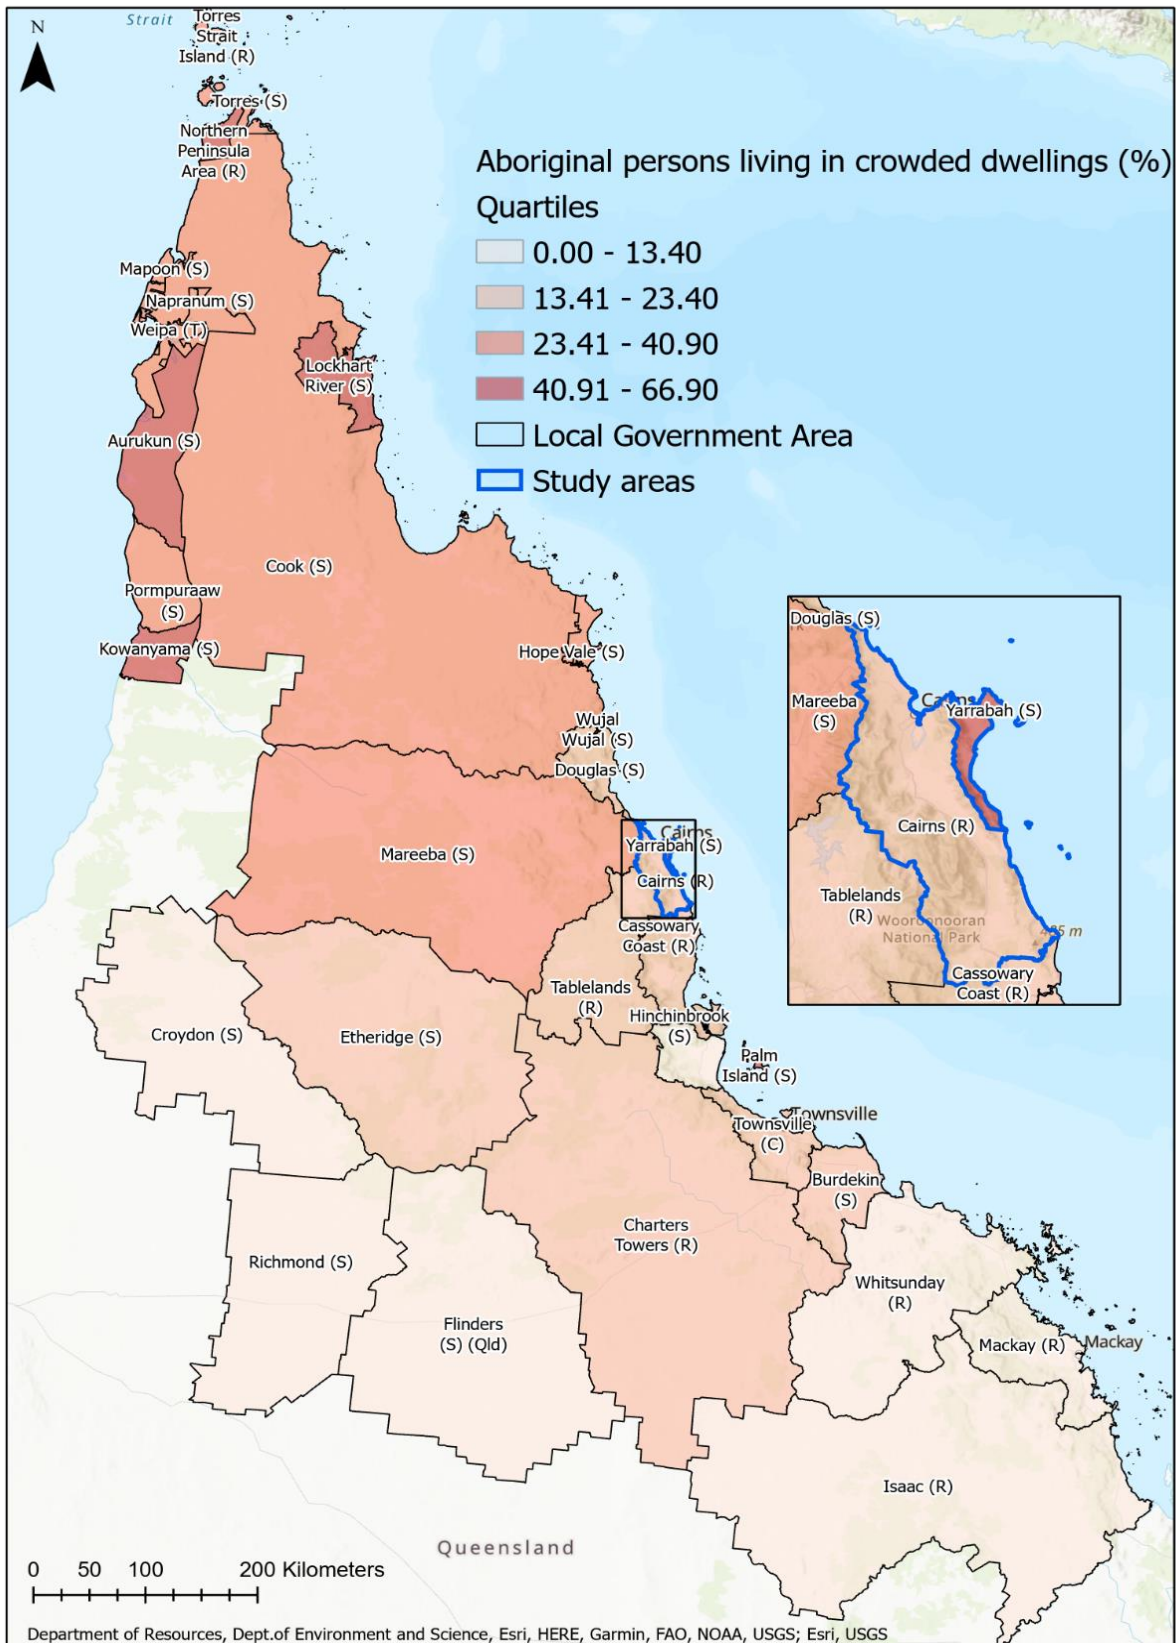 N
Strait
Torres
Strait
Island (R)
Torres (S)
Northern
Peninsula
Area (R)
Aboriginal persons living in crowded dwellings (%)
Quartiles
0.00 - 13.40
13.41 - 23.40
23.41 - 40.90
40.91 - 66.90
Local Government Area
Study areas
Mapoon (S)
Napranum (S)
Weipa (T)
Lockhart
River (S)
Aurukun (S)
Cook (S)
Pormpuraaw
(S)
Kowanyama (S)
Hope Vale (S)
Wujal
Wujal (S)
Douglas (S)
Mareeba (S)
Cairns
Yarrabah (S)
Cairns (R)
Cassowary
Coast (R)
Tablelands
(R)
Hinchinbrook
(S)
Palm
Island (S)
Croydon (S)
Etheridge (S)
Townsville
Townsville
(C)
Burdekin
(S)
Charters
Towers (R)
Richmond (S)
Flinders
(S) (Qld)
Whitsunday
(R)
Mackay (R)
Mackay
Isaac (R)
Queensland
Douglas (S)
Mareeba
(S)
Cairns
Yarrabah (S)
Cairns (R)
Tablelands
(R)
Wooroonooran
National Park
Cassowary
Coast (R)
0 50 100 200 Kilometers
Department of Resources, Dept.of Environment and Science, Esri, HERE, Garmin, FAO, NOAA, USGS; Esri, USGS